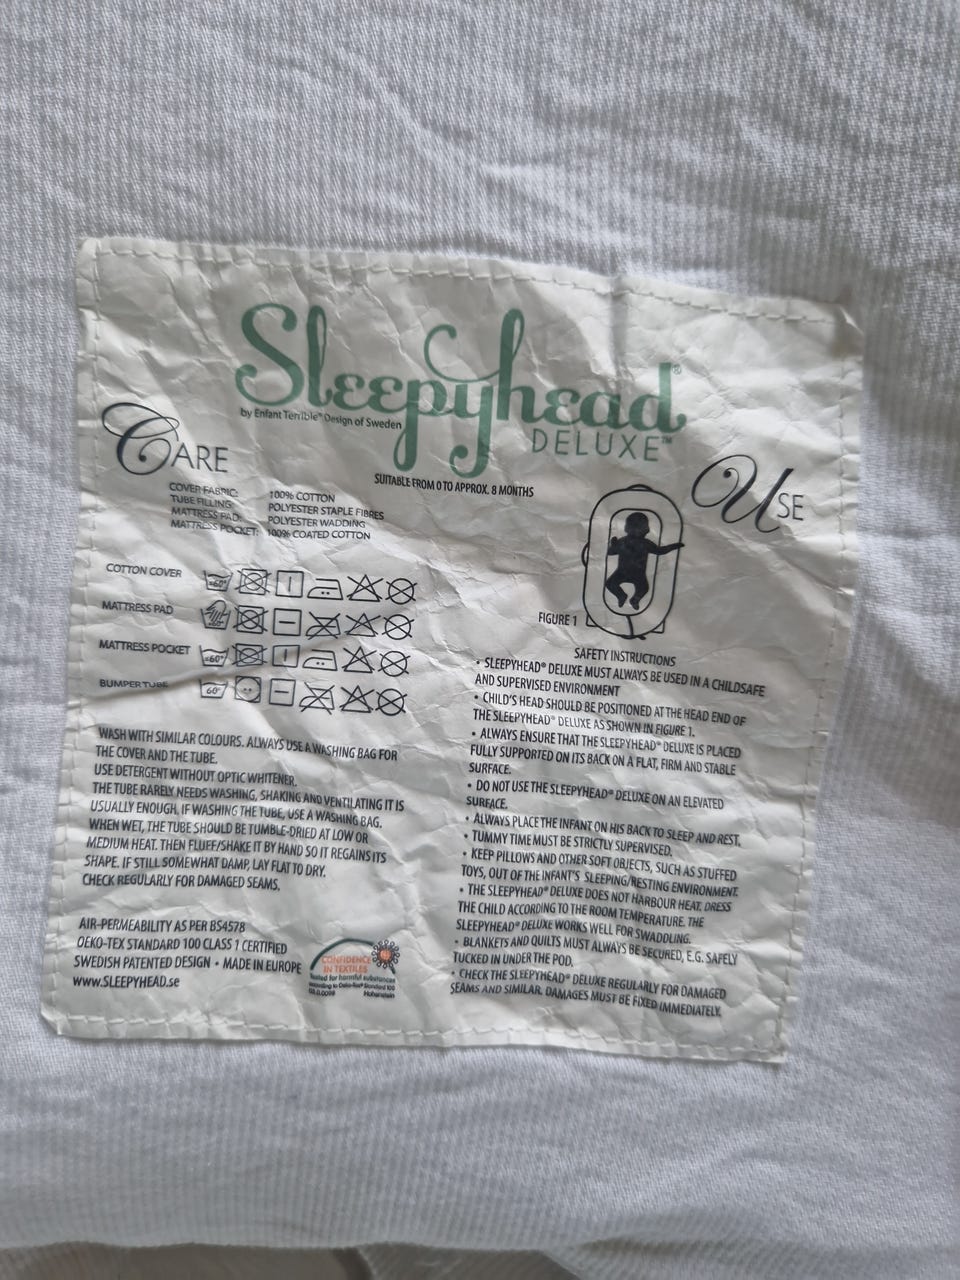 Sleepyhead®
by Enfant Terrible® Design of Sweden
DELUXE™
SUITABLE FROM 0 TO APPROX. 8 MONTHS
CARE
COVER FABRIC: 100% COTTON
TUBE FILLING: POLYESTER STAPLE FIBRES
MATTRESS PAD: POLYESTER WADDING
MATTRESS POCKET: 100% COATED COTTON
COTTON COVER ≤60°
MATTRESS PAD ≤60°
MATTRESS POCKET ≤60°
BUMPER TUBE 60°
WASH WITH SIMILAR COLOURS. ALWAYS USE A WASHING BAG FOR
THE COVER AND THE TUBE.
USE DETERGENT WITHOUT OPTIC WHITENER.
THE TUBE RARELY NEEDS WASHING, SHAKING AND VENTILATING IT IS
USUALLY ENOUGH. IF WASHING THE TUBE, USE A WASHING BAG.
WHEN WET, THE TUBE SHOULD BE TUMBLE-DRIED AT LOW OR
MEDIUM HEAT. THEN FLUFF/SHAKE IT BY HAND SO IT REGAINS ITS
SHAPE. IF STILL SOMEWHAT DAMP, LAY FLAT TO DRY.
CHECK REGULARLY FOR DAMAGED SEAMS.
AIR-PERMEABILITY AS PER BS4578
OEKO-TEX STANDARD 100 CLASS 1 CERTIFIED
SWEDISH PATENTED DESIGN • MADE IN EUROPE
www.SLEEPYHEAD.se
CONFIDENCE
IN TEXTILES
Tested for harmful substances
according to Oeko-Tex® Standard 100
Hohenstein
USE
FIGURE 1
SAFETY INSTRUCTIONS
• SLEEPYHEAD® DELUXE MUST ALWAYS BE USED IN A CHILDSAFE
AND SUPERVISED ENVIRONMENT
• CHILD'S HEAD SHOULD BE POSITIONED AT THE HEAD END OF
THE SLEEPYHEAD® DELUXE AS SHOWN IN FIGURE 1.
• ALWAYS ENSURE THAT THE SLEEPYHEAD® DELUXE IS PLACED
FULLY SUPPORTED ON ITS BACK ON A FLAT, FIRM AND STABLE
SURFACE.
• DO NOT USE THE SLEEPYHEAD® DELUXE ON AN ELEVATED
SURFACE.
• ALWAYS PLACE THE INFANT ON HIS BACK TO SLEEP AND REST.
• TUMMY TIME MUST BE STRICTLY SUPERVISED.
• KEEP PILLOWS AND OTHER SOFT OBJECTS, SUCH AS STUFFED
TOYS, OUT OF THE INFANT'S SLEEPING/RESTING ENVIRONMENT.
• THE SLEEPYHEAD® DELUXE DOES NOT HARBOUR HEAT, DRESS
THE CHILD ACCORDING TO THE ROOM TEMPERATURE. THE
SLEEPYHEAD® DELUXE WORKS WELL FOR SWADDLING.
• BLANKETS AND QUILTS MUST ALWAYS BE SECURED, E.G. SAFELY
TUCKED IN UNDER THE POD.
• CHECK THE SLEEPYHEAD® DELUXE REGULARLY FOR DAMAGED
SEAMS AND SIMILAR. DAMAGES MUST BE FIXED IMMEDIATELY.